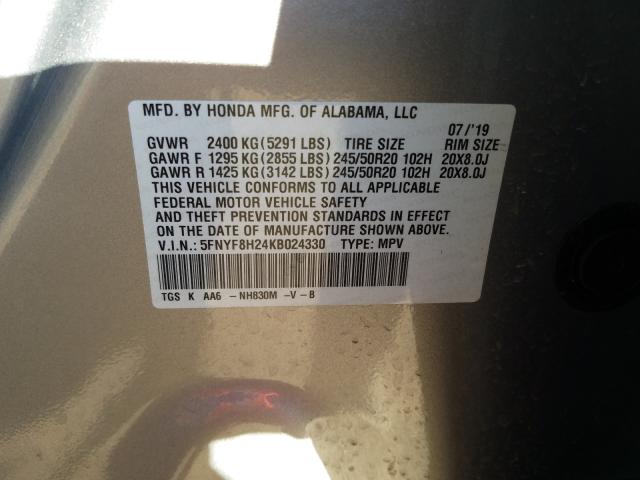 MFD. BY HONDA MFG. OF ALABAMA, LLC
07/'19
GVWR 2400 KG(5291 LBS) TIRE SIZE RIM SIZE
GAWR F 1295 KG(2855 LBS)245/50R20 102H 20X8.0J
GAWR R 1425 KG(3142 LBS)245/50R20 102H 20X8.0J
THIS VEHICLE CONFORMS TO ALL APPLICABLE
FEDERAL MOTOR VEHICLE SAFETY
AND THEFT PREVENTION STANDARDS IN EFFECT
ON THE DATE OF MANUFACTURE SHOWN ABOVE.
V.I.N.: 5FNYF8H24KB024330 TYPE: MPV
TGS K AA6 -NH830M -V-B